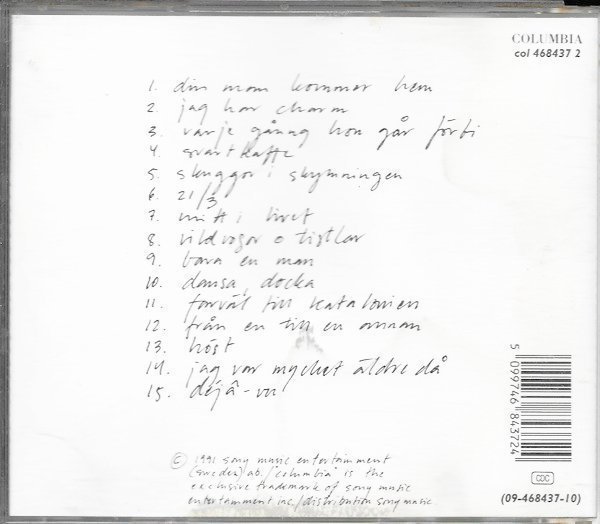 COLUMBIA
col 468437 2
1. din man kommer hem
2. jag har charm
3. varje gånng hon går förbi
4. svart kaffe
5. skuggor i skymningen
6. 21/3
7. mitt i livet
8. vildrosor o tistlar
9. bara en man
10. dansa, docka
11. farväl till katalonien
12. från en till en annan
13. höst
14. jag var mycket äldre då
15. déjâ-vu
© 1991 sony music entertainment
(sweden) ab./"columbia" is the
exclusive trademark of sony music
entertainment inc./distribution sony music
5 099746 843724
CDC
(09-468437-10)